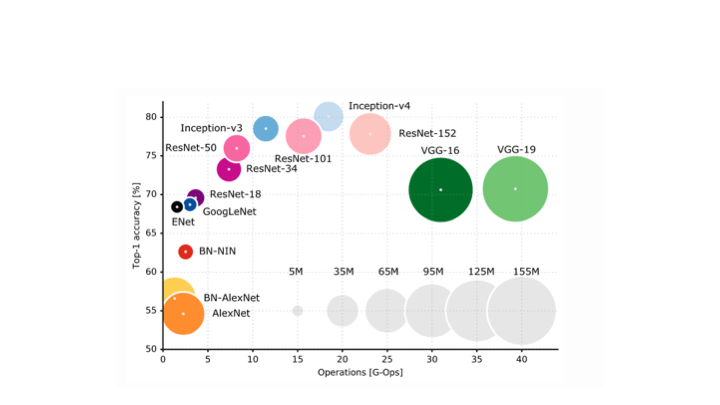 80
Inception-v4
Inception-v3
ResNet-152
ResNet-50
VGG-16
VGG-19
75
ResNet-101
ResNet-34
70
ResNet-18
GoogLeNet
ENet
65
BN-NIN
60
5M 35M 65M 95M 125M 155M
BN-AlexNet
55
AlexNet
50
0 5 10 15 20 25 30 35 40
Operations [G-Ops]
Top-1 accuracy [%]